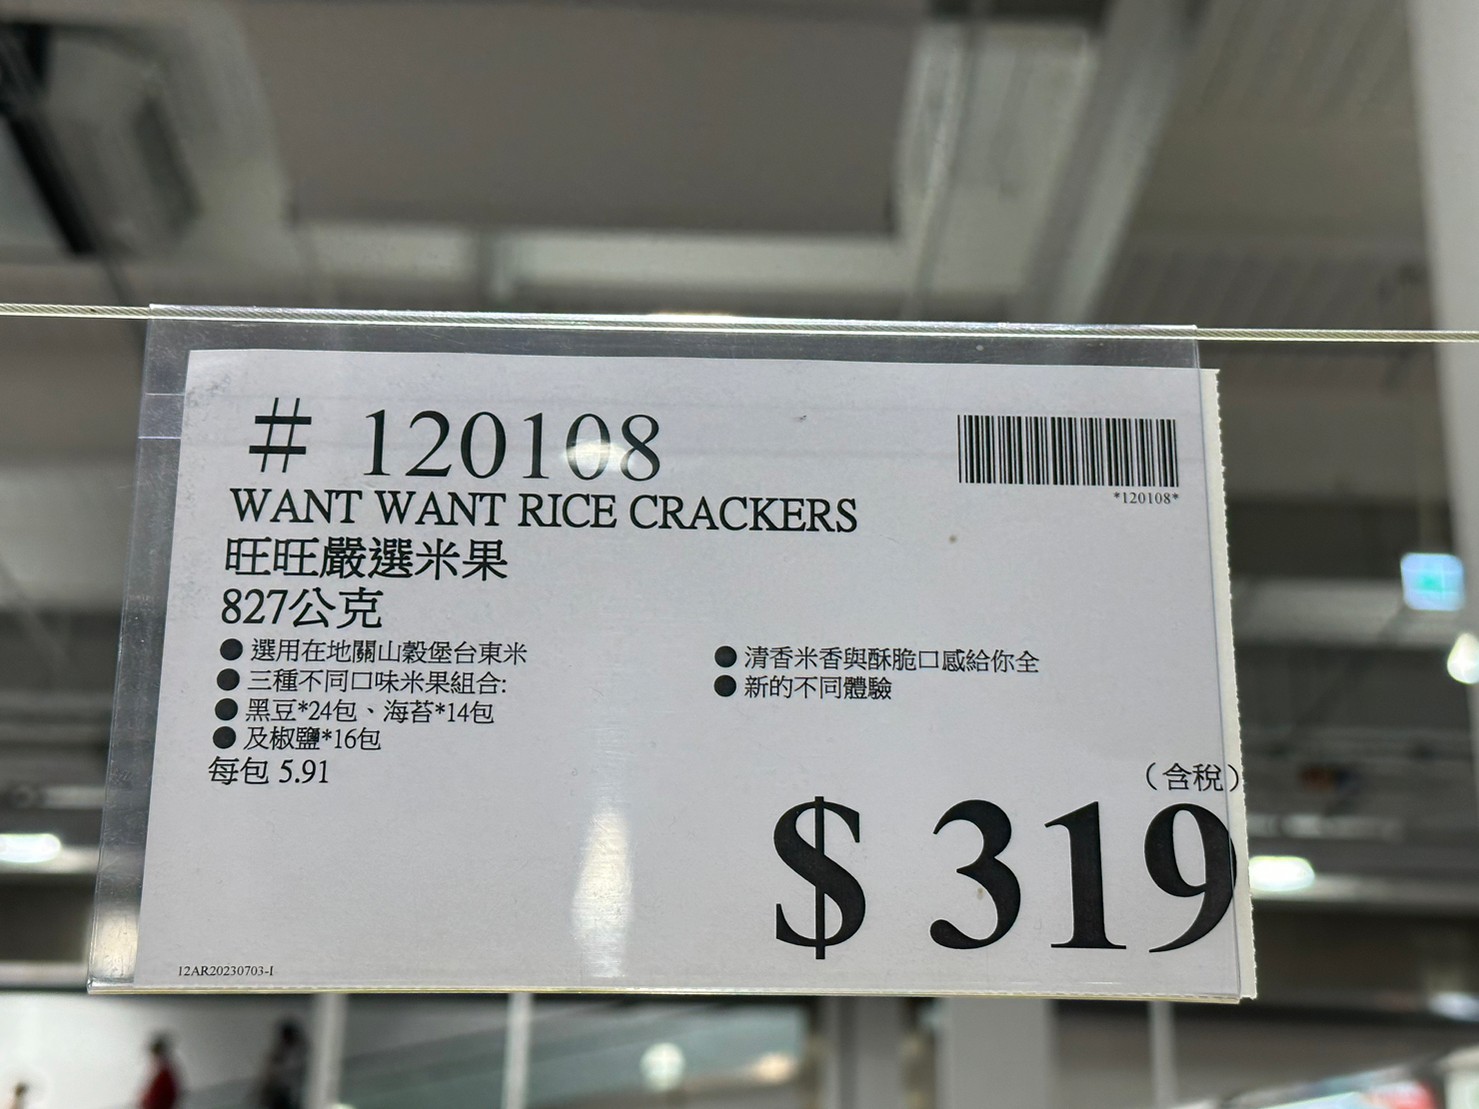 # 120108
*120108*
WANT WANT RICE CRACKERS
旺旺嚴選米果
827公克
● 選用在地關山穀堡台東米
● 三種不同口味米果組合:
● 黑豆*24包、海苔*14包
● 及椒鹽*16包
每包 5.91
● 清香米香與酥脆口感給你全
● 新的不同體驗
（含稅）
$ 319
12AR20230703-I